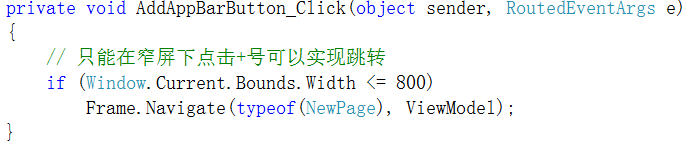 private void AddAppBarButton_Click(object sender, RoutedEventArgs e)
{
    // 只能在窄屏下点击+号可以实现跳转
    if (Window.Current.Bounds.Width <= 800)
        Frame.Navigate(typeof(NewPage), ViewModel);
}